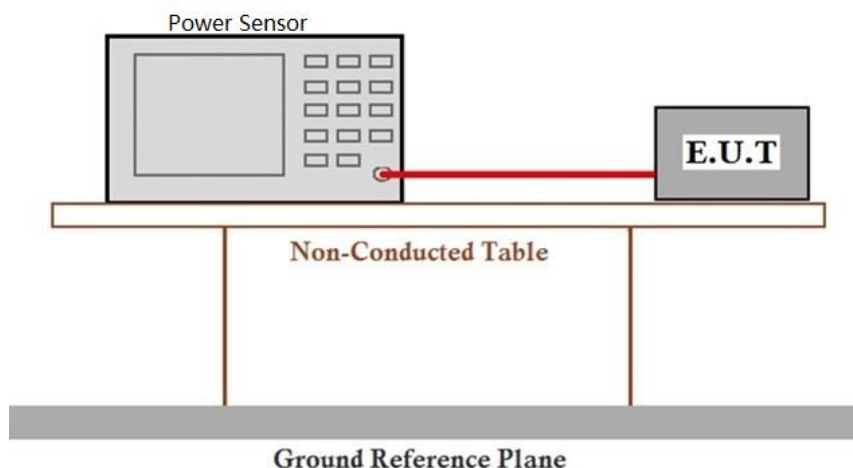 Power Sensor
E.U.T
Non-Conducted Table
Ground Reference Plane